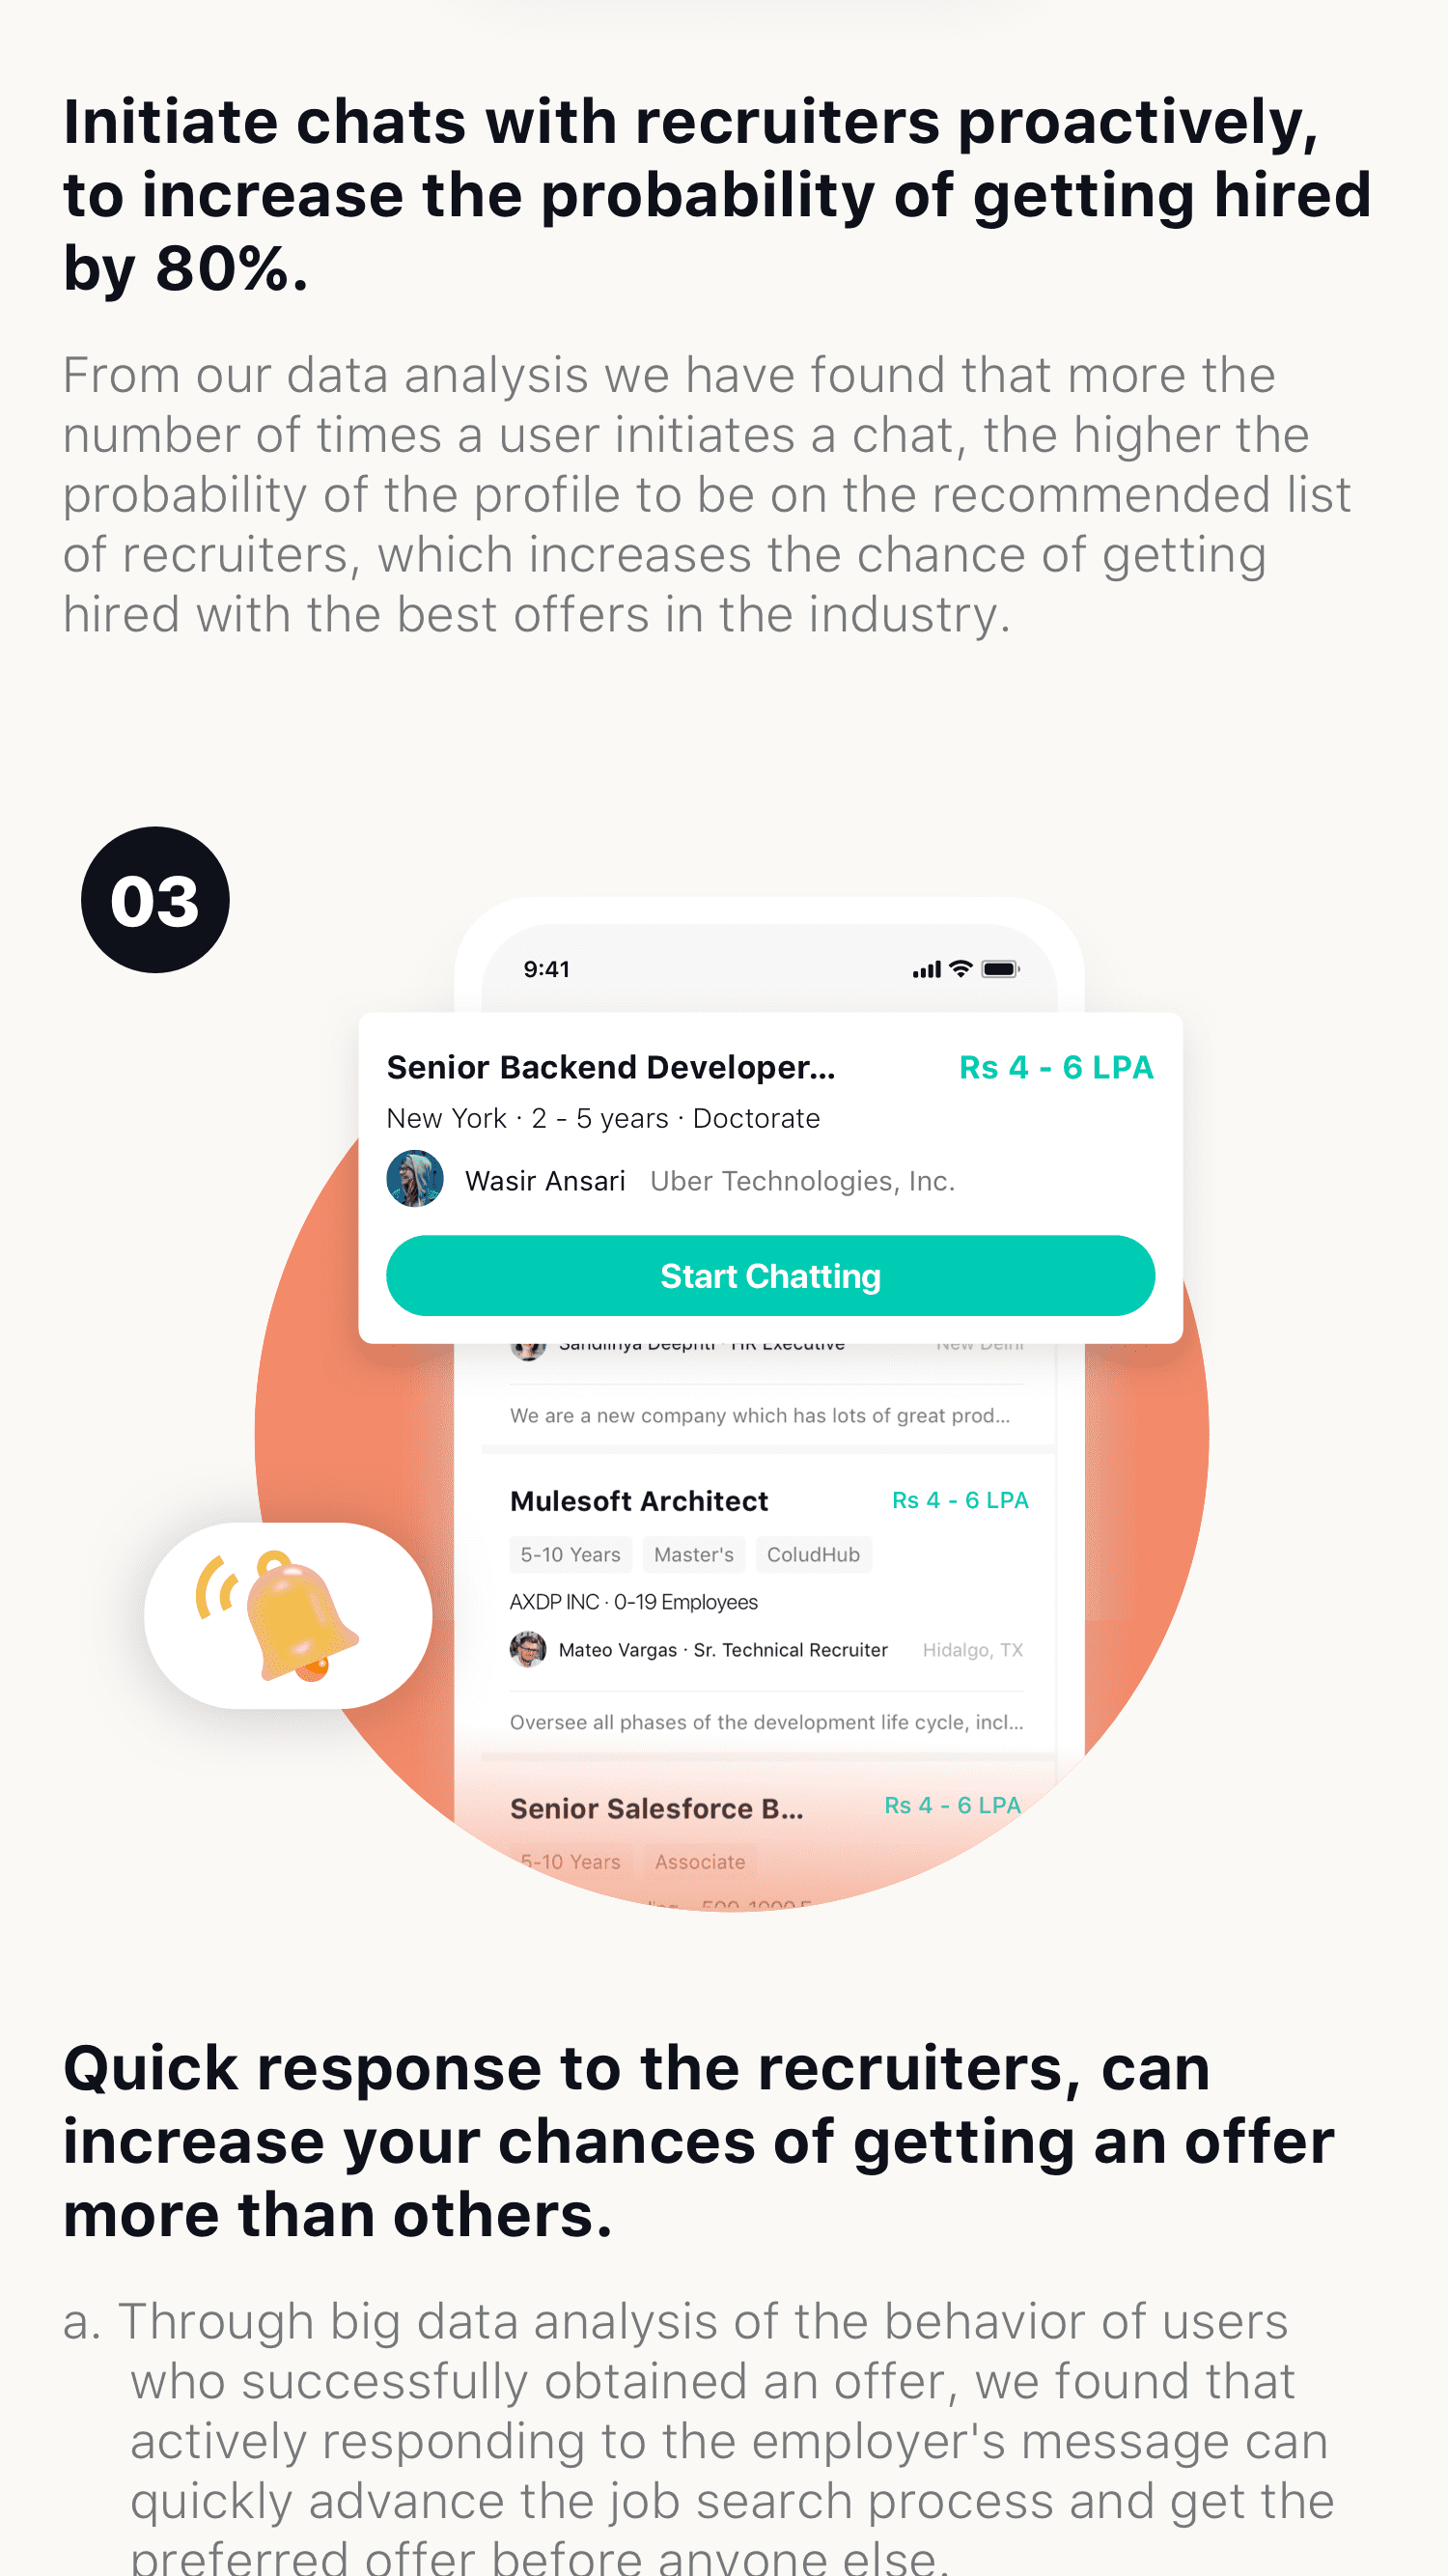 Initiate chats with recruiters proactively,
to increase the probability of getting hired
by 80%.
From our data analysis we have found that more the
number of times a user initiates a chat, the higher the
probability of the profile to be on the recommended list
of recruiters, which increases the chance of getting
hired with the best offers in the industry.
03
9:41
Senior Backend Developer... Rs 4 - 6 LPA
New York · 2 - 5 years · Doctorate
Wasir Ansari Uber Technologies, Inc.
Start Chatting
Deepriti · HR Executive New Delhi
We are a new company which has lots of great prod...
Mulesoft Architect Rs 4 - 6 LPA
5-10 Years Master's ColudHub
AXDP INC · 0-19 Employees
Mateo Vargas · Sr. Technical Recruiter Hidalgo, TX
Oversee all phases of the development life cycle, incl...
Senior Salesforce B... Rs 4 - 6 LPA
5-10 Years Associate
Quick response to the recruiters, can
increase your chances of getting an offer
more than others.
a. Through big data analysis of the behavior of users
who successfully obtained an offer, we found that
actively responding to the employer's message can
quickly advance the job search process and get the
preferred offer before anyone else.